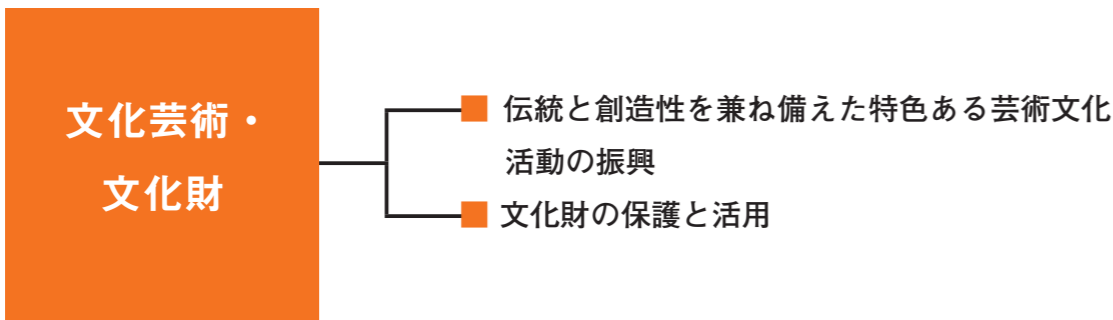 文化芸術・
文化財
伝統と創造性を兼ね備えた特色ある芸術文化
活動の振興
文化財の保護と活用